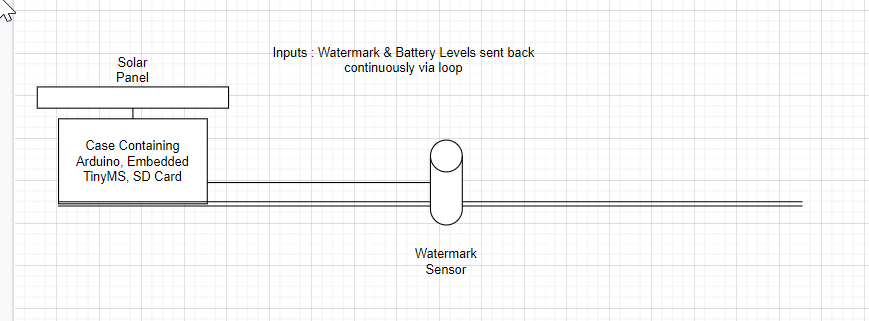 Inputs : Watermark & Battery Levels sent back
continuously via loop
Solar
Panel
Case Containing
Arduino, Embedded
TinyMS, SD Card
Watermark
Sensor